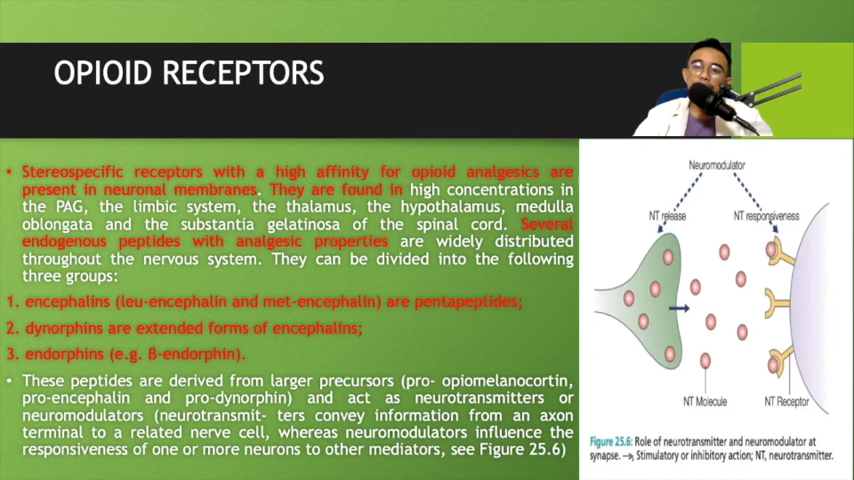 OPIOID RECEPTORS
• Stereospecific receptors with a high affinity for opioid analgesics are
present in neuronal membranes. They are found in high concentrations in
the PAG, the limbic system, the thalamus, the hypothalamus, medulla
oblongata and the substantia gelatinosa of the spinal cord. Several
endogenous peptides with analgesic properties are widely distributed
throughout the nervous system. They can be divided into the following
three groups:
1. encephalins (leu-encephalin and met-encephalin) are pentapeptides;
2. dynorphins are extended forms of encephalins;
3. endorphins (e.g. ß-endorphin).
• These peptides are derived from larger precursors (pro- opiomelanocortin,
pro-encephalin and pro-dynorphin) and act as neurotransmitters or
neuromodulators (neurotransmit- ters convey information from an axon
terminal to a related nerve cell, whereas neuromodulators influence the
responsiveness of one or more neurons to other mediators, see Figure 25.6)
Neuromodulator
NT release
NT responsiveness
NT Molecule
NT Receptor
Figure 25.6: Role of neurotransmitter and neuromodulator at
synapse. →, Stimulatory or inhibitory action; NT, neurotransmitter.